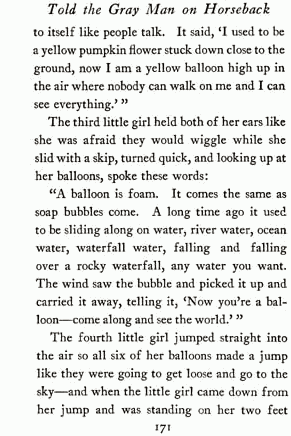 Told the Gray Man on Horseback
to itself like people talk. It said, ‘I used to be
a yellow pumpkin flower stuck down close to the
ground, now I am a yellow balloon high up in
the air where nobody can walk on me and I can
see everything.’ ”
The third little girl held both of her ears like
she was afraid they would wiggle while she
slid with a skip, turned quick, and looking up at
her balloons, spoke these words:
“A balloon is foam. It comes the same as
soap bubbles come. A long time ago it used
to be sliding along on water, river water, ocean
water, waterfall water, falling and falling
over a rocky waterfall, any water you want.
The wind saw the bubble and picked it up and
carried it away, telling it, ‘Now you’re a bal-
loon—come along and see the world.’ ”
The fourth little girl jumped straight into
the air so all six of her balloons made a jump
like they were going to get loose and go to the
sky—and when the little girl came down from
her jump and was standing on her two feet
171